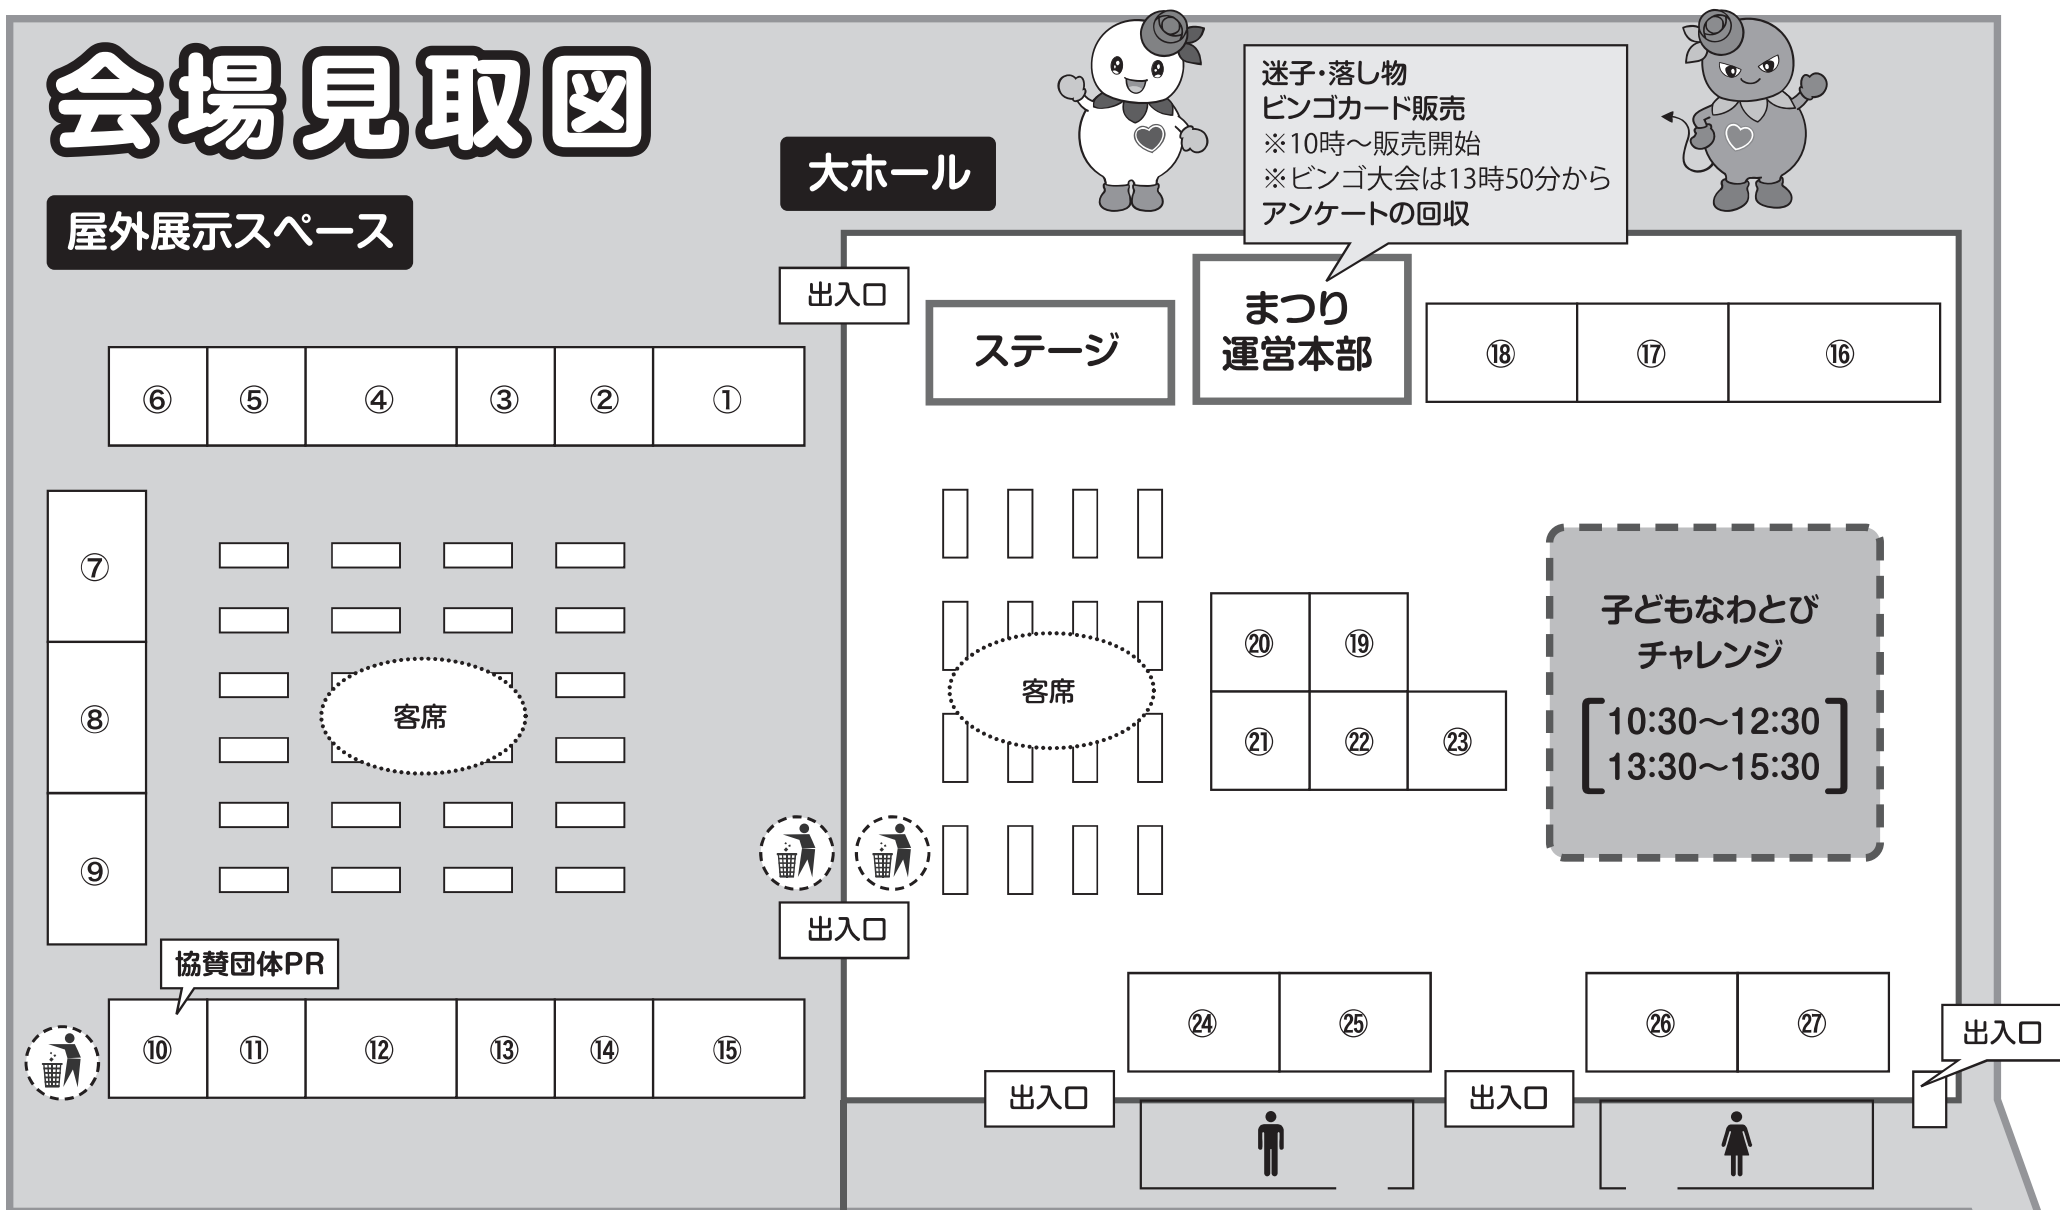 会場見取図
屋外展示スペース
大ホール
迷子・落し物
ビンゴカード販売
※10時～販売開始
※ビンゴ大会は13時50分から
アンケートの回収
出入口
ステージ
まつり
運営本部
⑱ ⑰ ⑯
⑥ ⑤ ④ ③ ② ①
⑦
⑧
⑨
客席
客席
⑳ ⑲
㉑ ㉒ ㉓
子どもなわとび
チャレンジ
10:30～12:30
13:30～15:30
出入口
協賛団体PR
⑩ ⑪ ⑫ ⑬ ⑭ ⑮
㉔ ㉕
㉖ ㉗
出入口
出入口
出入口